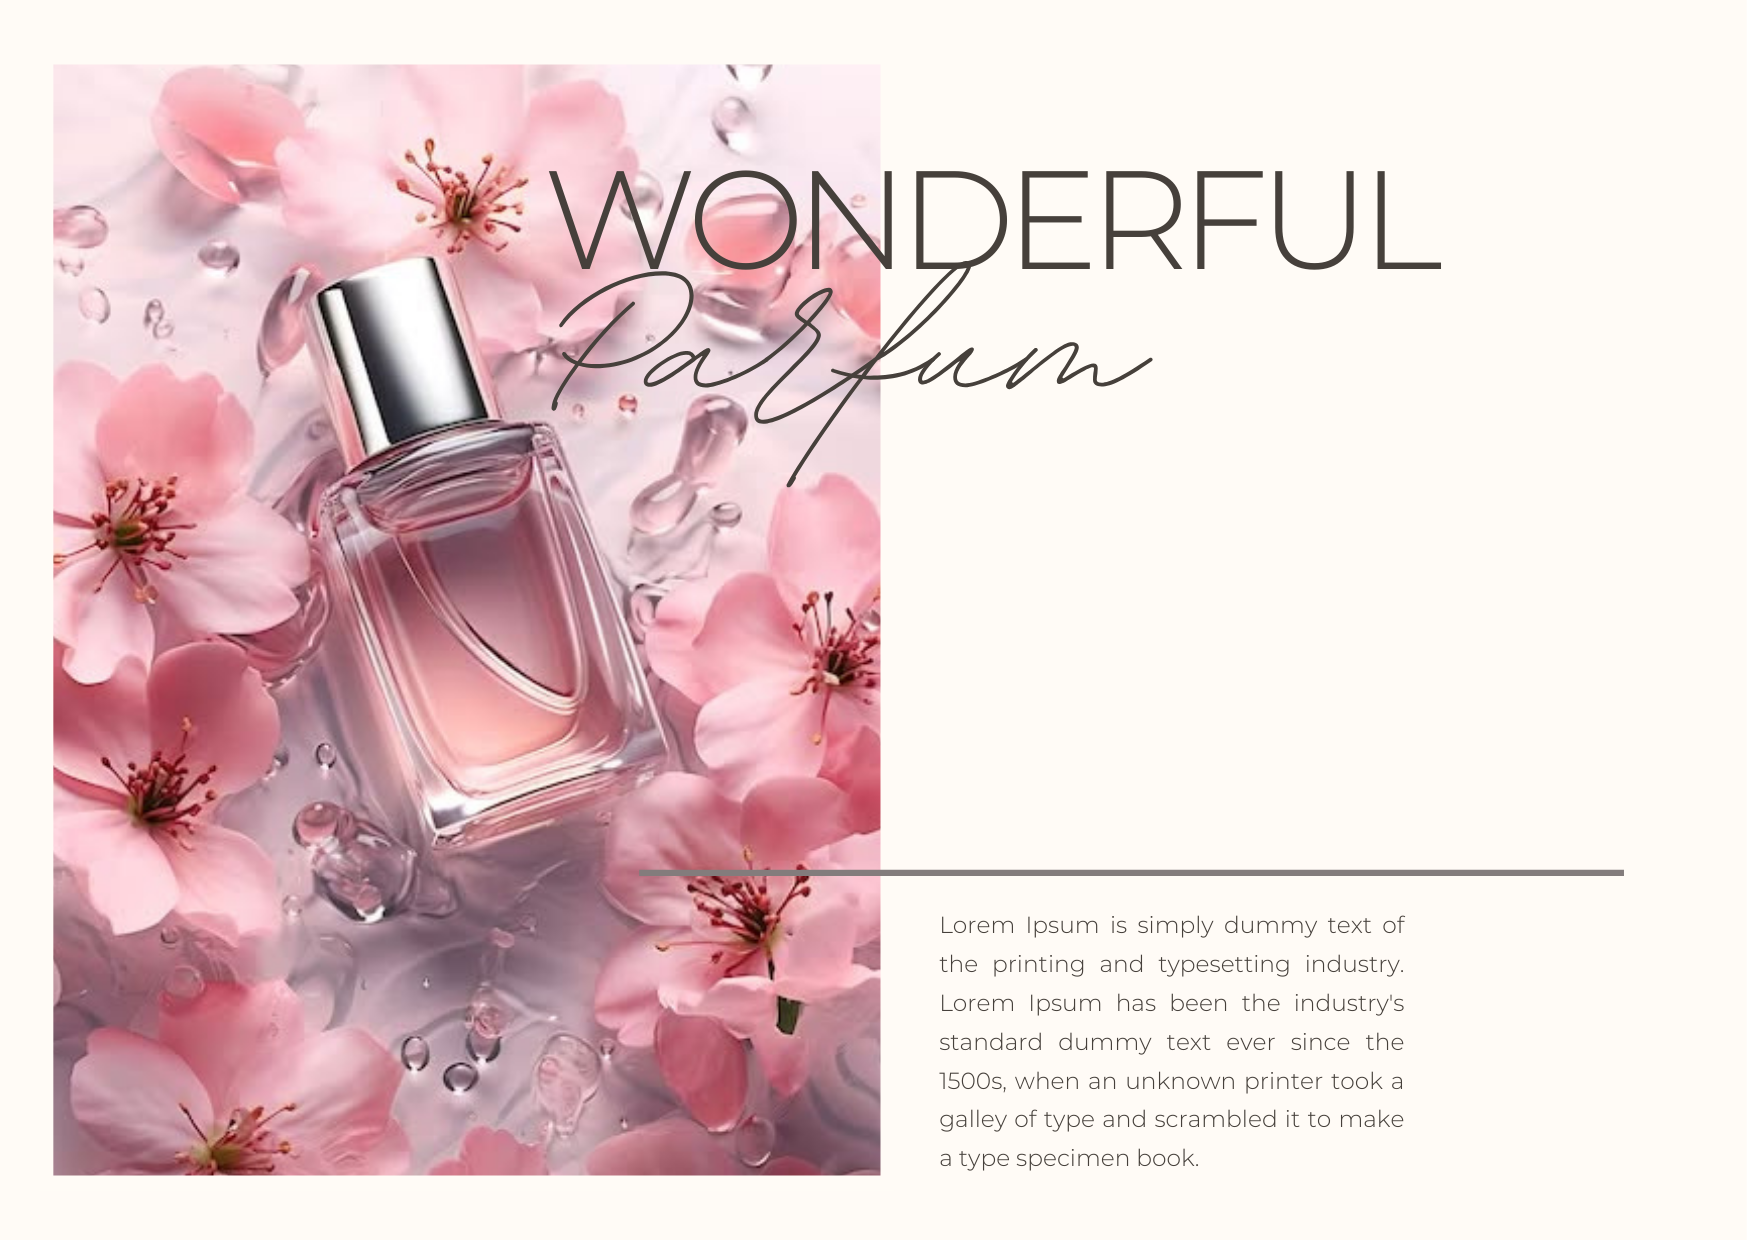 WONDERFUL
Parfum
Lorem Ipsum is simply dummy text of
the printing and typesetting industry.
Lorem Ipsum has been the industry's
standard dummy text ever since the
1500s, when an unknown printer took a
galley of type and scrambled it to make
a type specimen book.